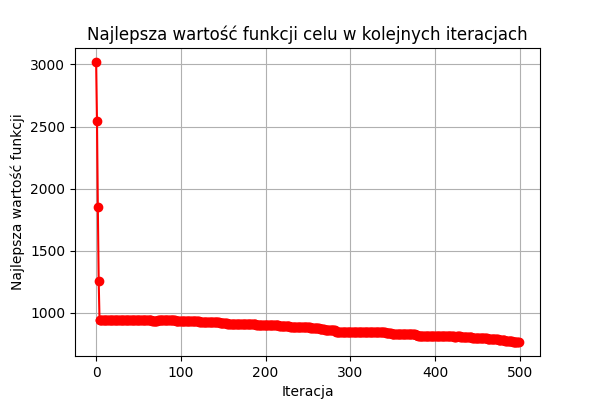 Najlepsza wartość funkcji celu w kolejnych iteracjach
Najlepsza wartość funkcji
3000
2500
2000
1500
1000
0 100 200 300 400 500
Iteracja